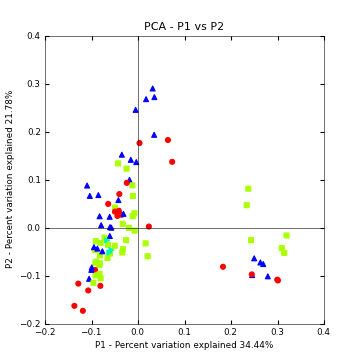 PCA - P1 vs P2
P2 - Percent variation explained 21.78%
0.4
0.3
0.2
0.1
0.0
−0.1
−0.2
−0.2 −0.1 0.0 0.1 0.2 0.3 0.4
P1 - Percent variation explained 34.44%